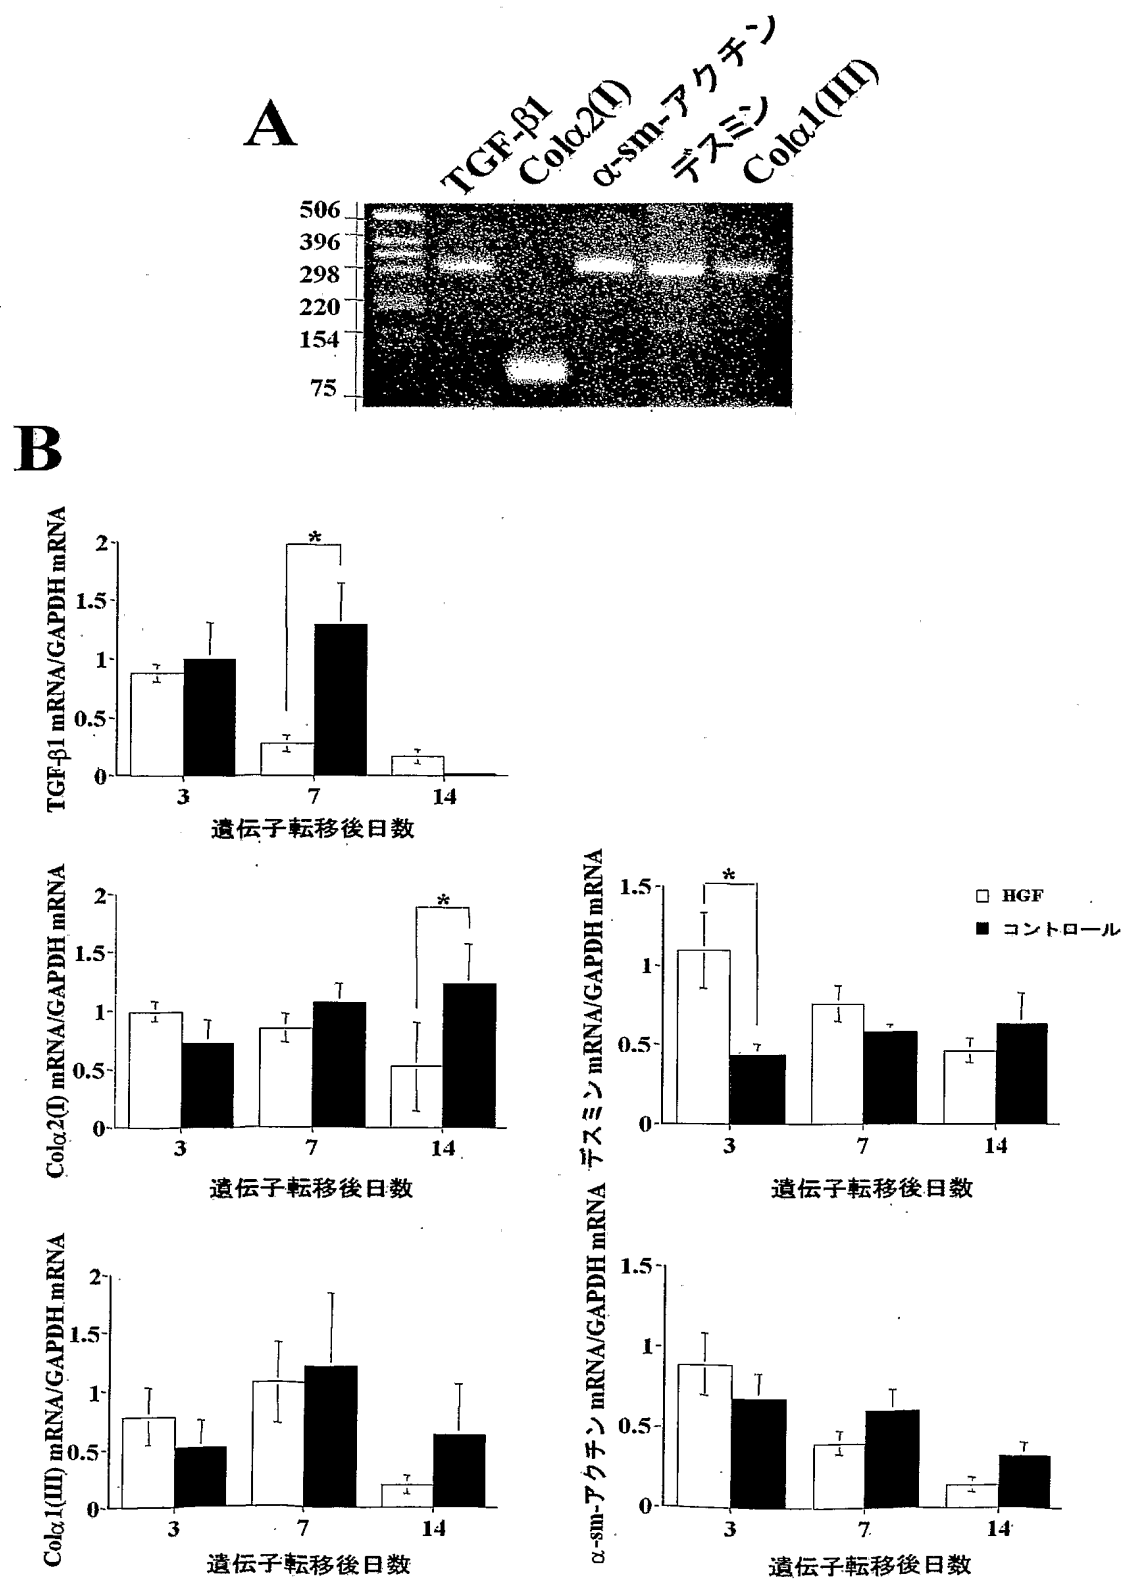 A
TGF-β1
Colα2(I)
α-sm-アクチン
デスミン
Colα1(III)
506
396
298
220
154
75
B
TGF-β1 mRNA/GAPDH mRNA
2
1.5
1
0.5
0
*
3 7 14
遺伝子転移後日数
Colα2(I) mRNA/GAPDH mRNA
2
1.5
1
0.5
0
*
3 7 14
遺伝子転移後日数
デスミン mRNA/GAPDH mRNA
1.5
1
0.5
0
*
3 7 14
遺伝子転移後日数
HGF
コントロール
Colα1(III) mRNA/GAPDH mRNA
2
1.5
1
0.5
0
3 7 14
遺伝子転移後日数
α-sm-アクチン mRNA/GAPDH mRNA
1.5
1
0.5
0
3 7 14
遺伝子転移後日数